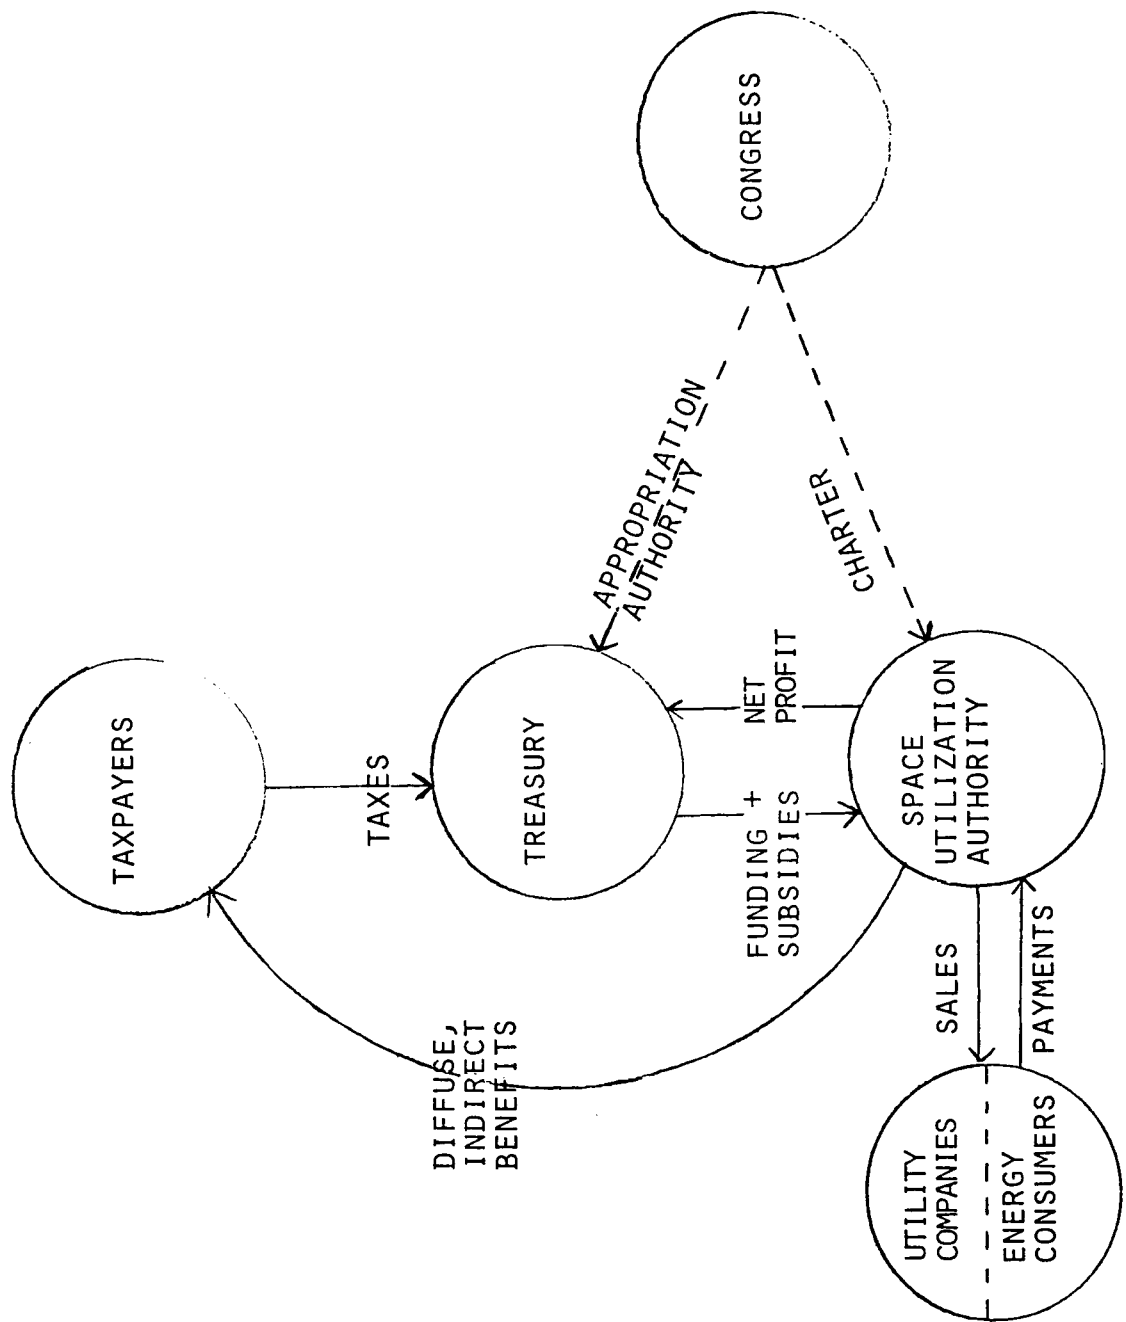 TAXPAYERS
TAXES
TREASURY
APPROPRIATION
AUTHORITY
CONGRESS
CHARTER
NET
PROFIT
FUNDING +
SUBSIDIES
DIFFUSE,
INDIRECT
BENEFITS
SPACE
UTILIZATION
AUTHORITY
SALES
PAYMENTS
UTILITY
COMPANIES
ENERGY
CONSUMERS